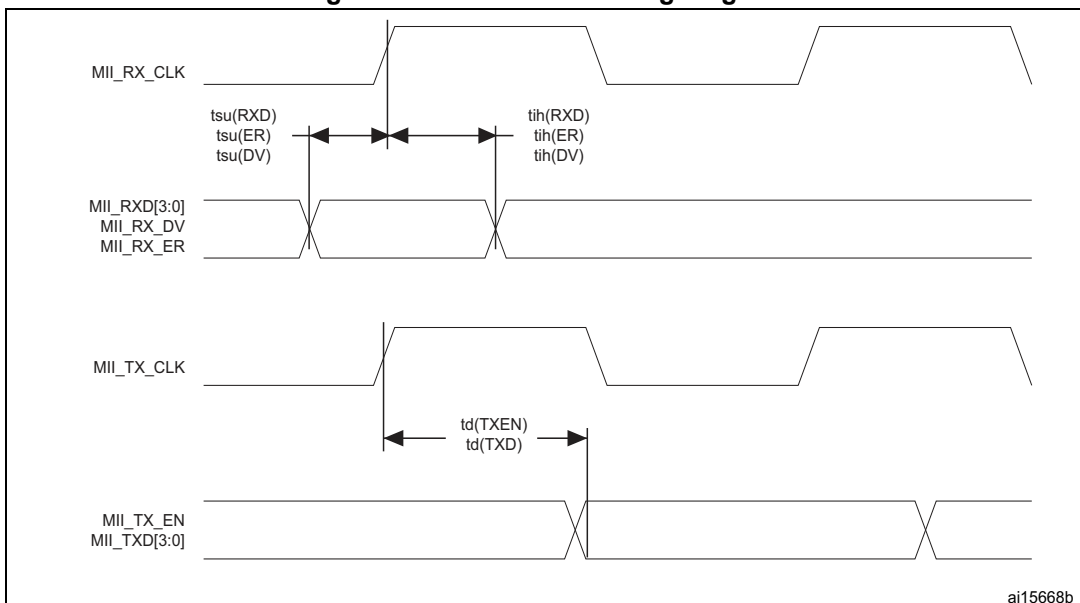 MII_RX_CLK
tsu(RXD)
tsu(ER)
tsu(DV)
tih(RXD)
tih(ER)
tih(DV)
MII_RXD[3:0]
MII_RX_DV
MII_RX_ER
MII_TX_CLK
td(TXEN)
td(TXD)
MII_TX_EN
MII_TXD[3:0]
ai15668b